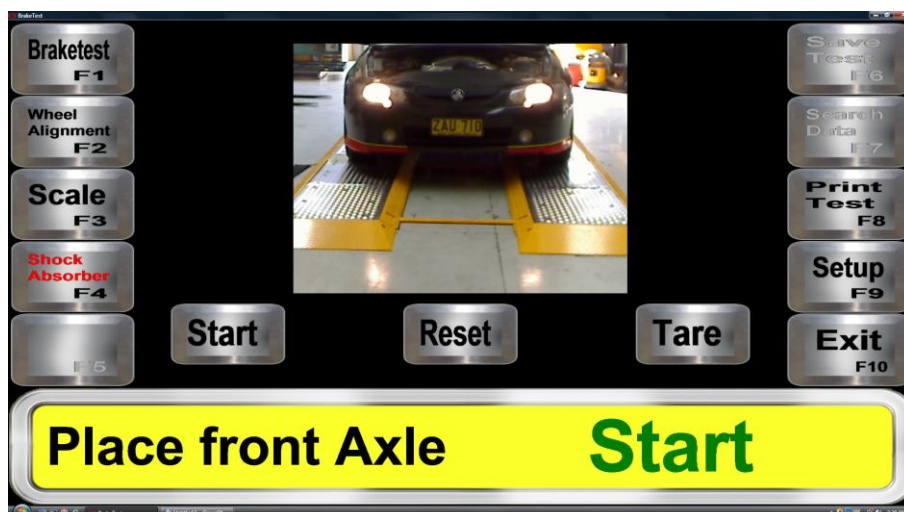 BrakeTest
Braketest
F1
Wheel
Alignment
F2
Scale
F3
Shock
Absorber
F4
F5
ZAU 710
Start
Reset
Tare
Save
Test
F6
Search
Data
F7
Print
Test
F8
Setup
F9
Exit
F10
Place front Axle
Start